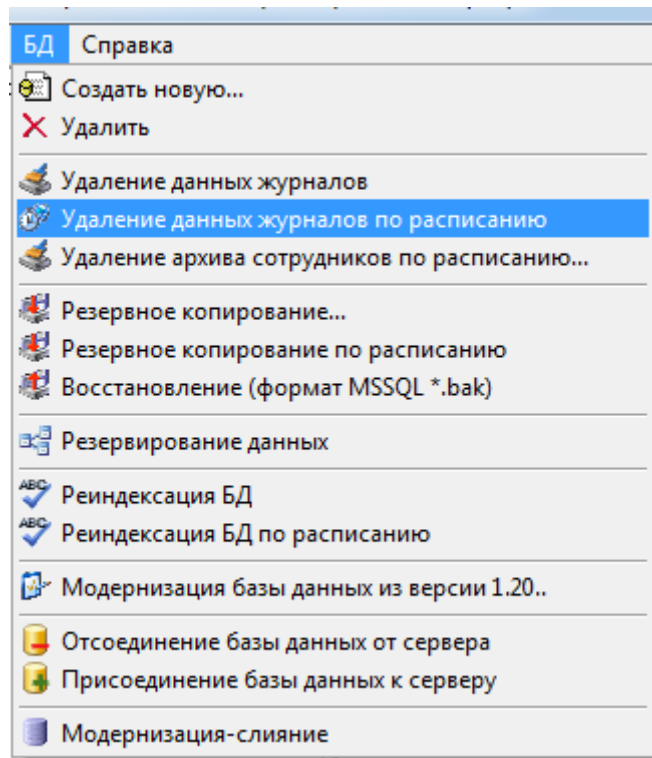 БД Справка
Создать новую...
Удалить
Удаление данных журналов
Удаление данных журналов по расписанию
Удаление архива сотрудников по расписанию...
Резервное копирование...
Резервное копирование по расписанию
Восстановление (формат MSSQL *.bak)
Резервирование данных
Реиндексация БД
Реиндексация БД по расписанию
Модернизация базы данных из версии 1.20..
Отсоединение базы данных от сервера
Присоединение базы данных к серверу
Модернизация-слияние